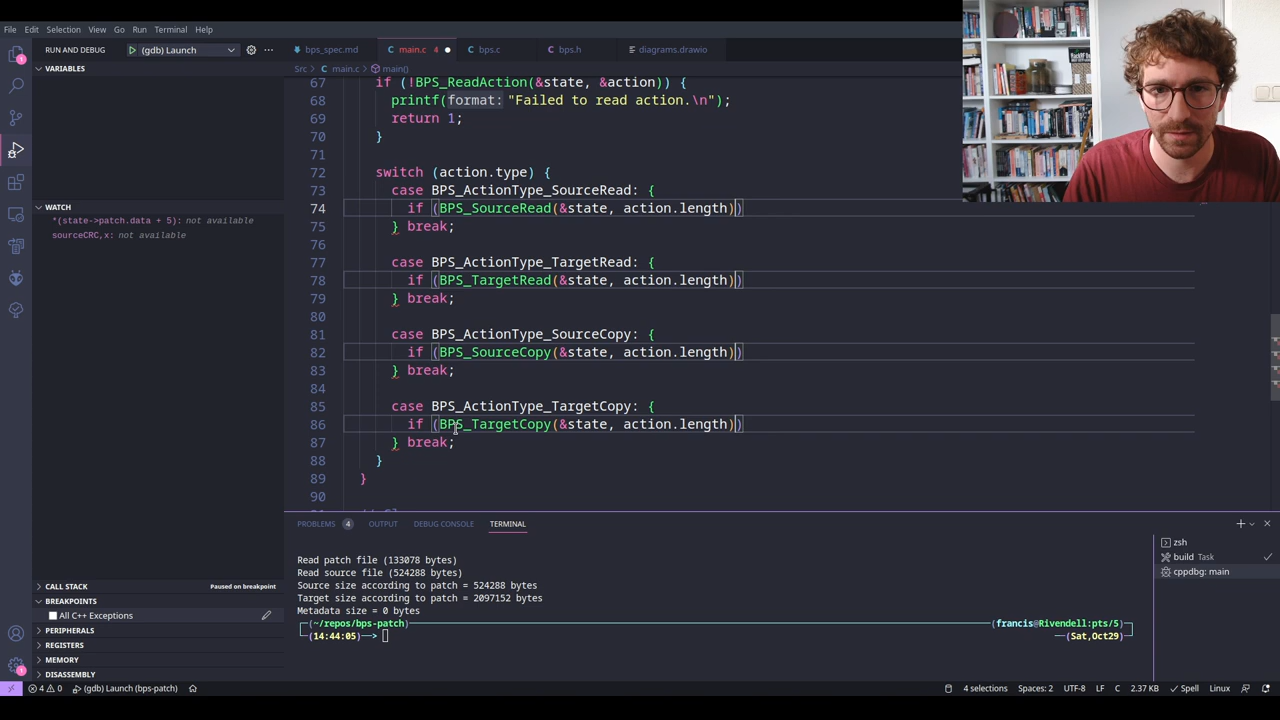 File Edit Selection View Go Run Terminal Help
RUN AND DEBUG (gdb) Launch
bps_spec.md main.c 4 bps.c bps.h diagrams.drawio
Src main.c main()
VARIABLES
WATCH
*(state->patch.data + 5): not available
sourceCRC,x: not available
67 if (!BPS_ReadAction(&state, &action)) {
68 printf(format: "Failed to read action.\n");
69 return 1;
70 }
71
72 switch (action.type) {
73 case BPS_ActionType_SourceRead: {
74 if (BPS_SourceRead(&state, action.length))
75 } break;
76
77 case BPS_ActionType_TargetRead: {
78 if (BPS_TargetRead(&state, action.length))
79 } break;
80
81 case BPS_ActionType_SourceCopy: {
82 if (BPS_SourceCopy(&state, action.length))
83 } break;
84
85 case BPS_ActionType_TargetCopy: {
86 if (BPS_TargetCopy(&state, action.length))
87 } break;
88 }
89 }
90
PROBLEMS 4 OUTPUT DEBUG CONSOLE TERMINAL
Read patch file (133078 bytes)
Read source file (524288 bytes)
Source size according to patch = 524288 bytes
Target size according to patch = 2097152 bytes
Metadata size = 0 bytes
(~/repos/bps-patch) (francis@Rivendell:pts/5)
(14:44:05)—> (Sat,Oct29)
zsh
build Task
cppdbg: main
CALL STACK Paused on breakpoint
BREAKPOINTS
All C++ Exceptions
PERIPHERALS
REGISTERS
MEMORY
DISASSEMBLY
4 0 (gdb) Launch (bps-patch) 4 selections Spaces: 2 UTF-8 LF C 2.37 KB Spell Linux